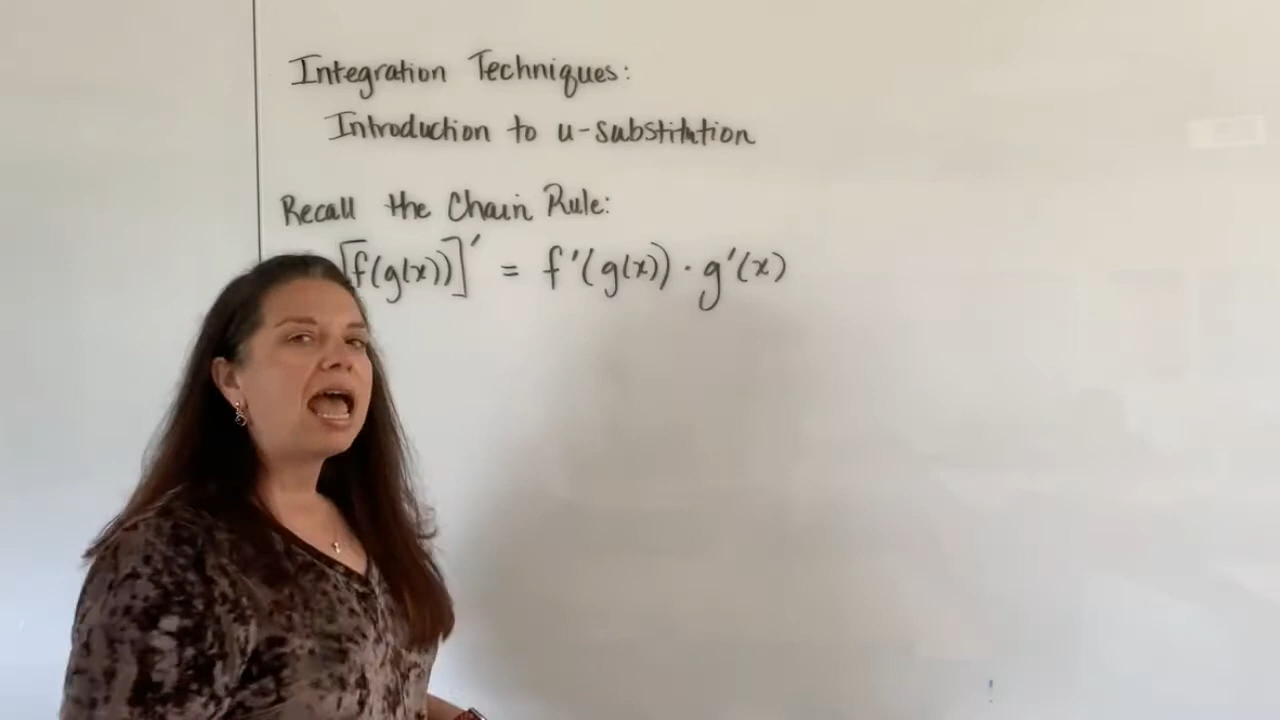 Integration Techniques:
Introduction to u-substitution
Recall the Chain Rule:
[f(g(x))]' = f'(g(x)) · g'(x)